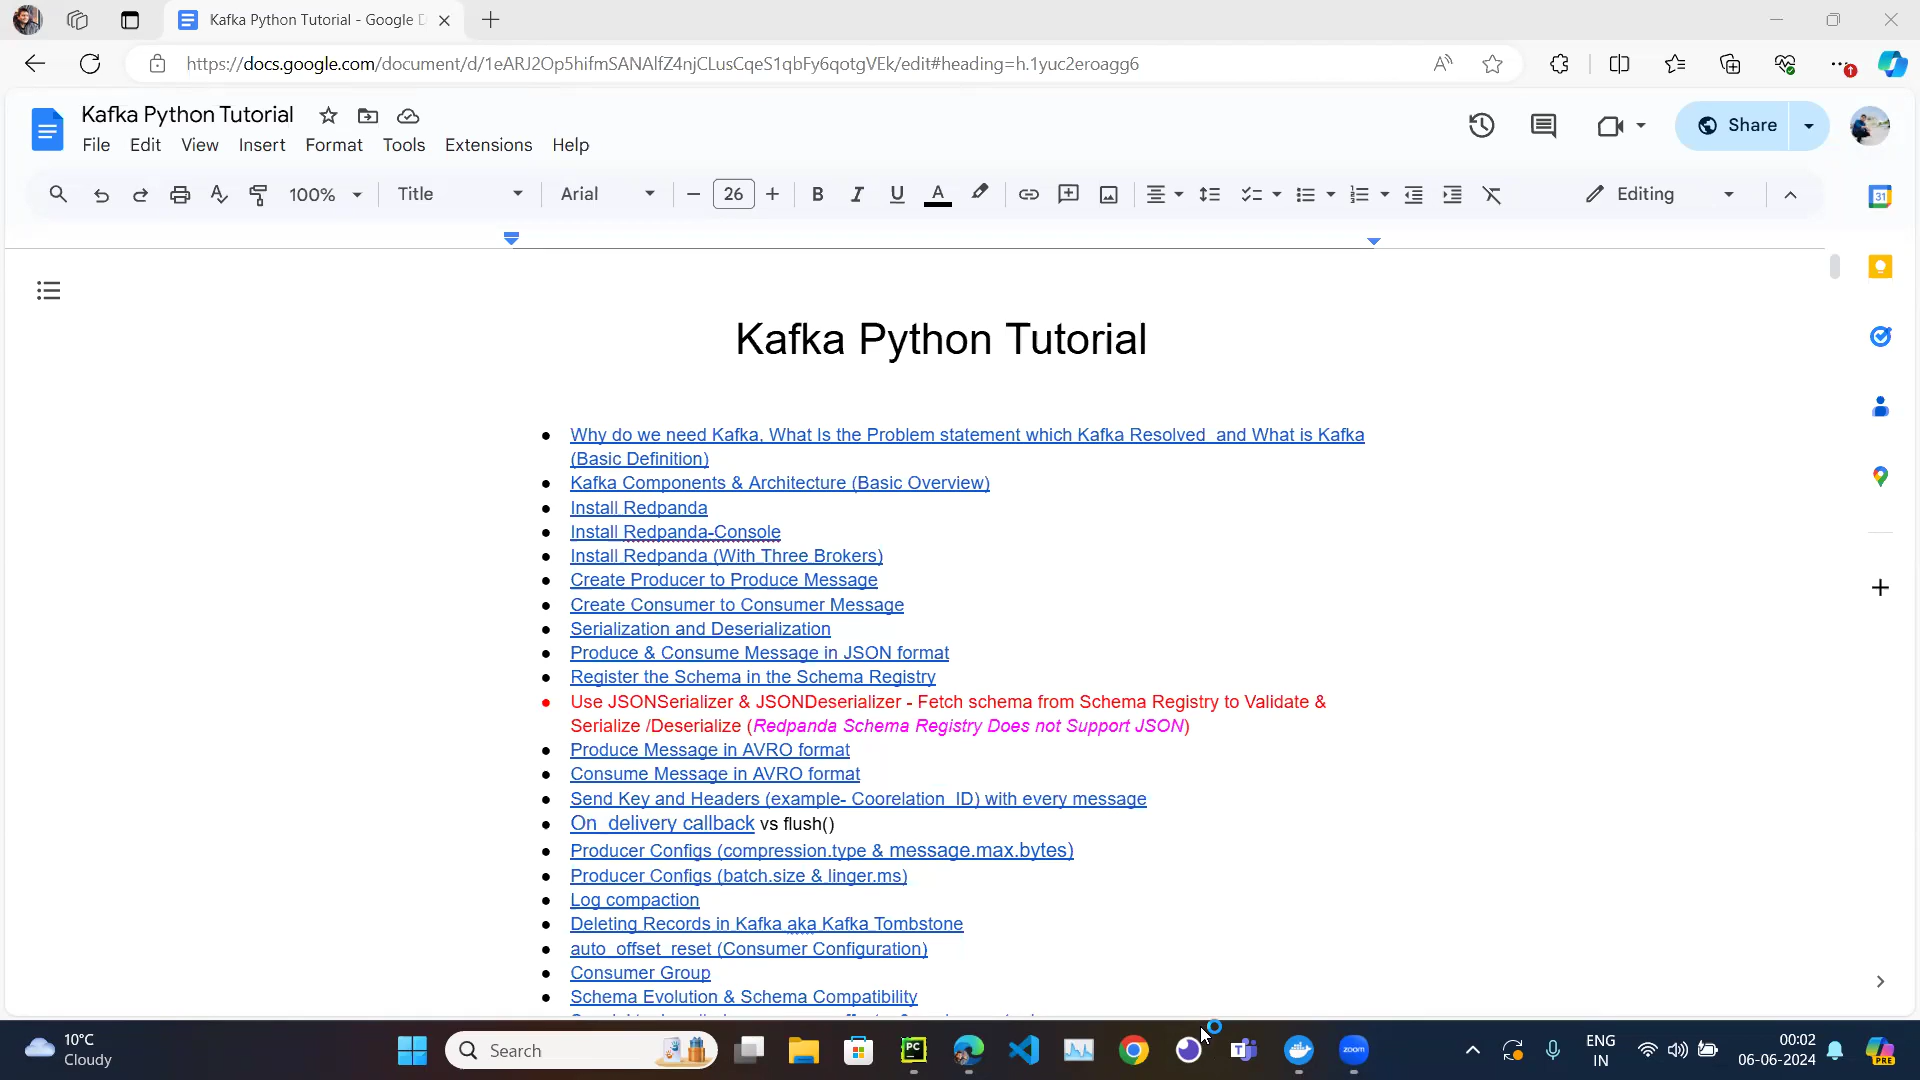 Kafka Python Tutorial - Google D
https://docs.google.com/document/d/1eARJ2Op5hifmSANAlfZ4njCLusCqeS1qbFy6qotgVEk/edit#heading=h.1yuc2eroagg6
Kafka Python Tutorial
Share
File Edit View Insert Format Tools Extensions Help
100% Title Arial 26 Editing
31
Kafka Python Tutorial
Why do we need Kafka, What Is the Problem statement which Kafka Resolved and What is Kafka
(Basic Definition)
Kafka Components & Architecture (Basic Overview)
Install Redpanda
Install Redpanda-Console
Install Redpanda (With Three Brokers)
Create Producer to Produce Message
Create Consumer to Consumer Message
Serialization and Deserialization
Produce & Consume Message in JSON format
Register the Schema in the Schema Registry
Use JSONSerializer & JSONDeserializer - Fetch schema from Schema Registry to Validate &
Serialize /Deserialize (Redpanda Schema Registry Does not Support JSON)
Produce Message in AVRO format
Consume Message in AVRO format
Send Key and Headers (example- Coorelation_ID) with every message
On_delivery callback vs flush()
Producer Configs (compression.type & message.max.bytes)
Producer Configs (batch.size & linger.ms)
Log compaction
Deleting Records in Kafka aka Kafka Tombstone
auto_offset_reset (Consumer Configuration)
Consumer Group
Schema Evolution & Schema Compatibility
10°C
Cloudy
Search
PC
zoom
ENG
IN
00:02
06-06-2024
PRE